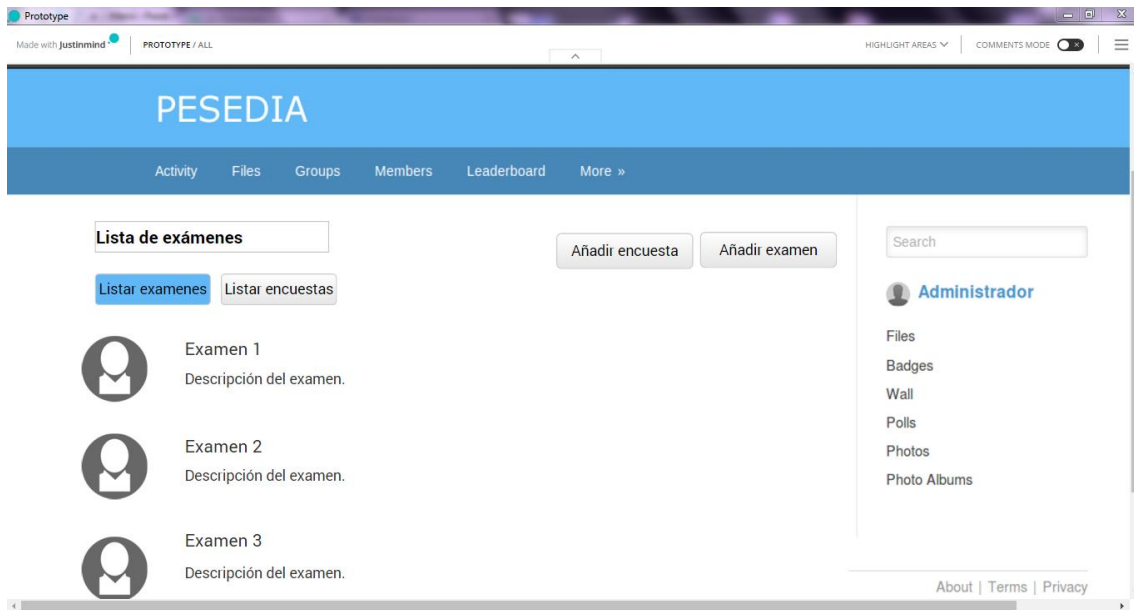 Prototype
Made with Justinmind
PROTOTYPE / ALL
HIGHLIGHT AREAS
COMMENTS MODE
PESEDIA
Activity Files Groups Members Leaderboard More »
Lista de exámenes
Añadir encuesta Añadir examen
Listar examenes Listar encuestas
Examen 1
Descripción del examen.
Examen 2
Descripción del examen.
Examen 3
Descripción del examen.
Search
Administrador
Files
Badges
Wall
Polls
Photos
Photo Albums
About | Terms | Privacy